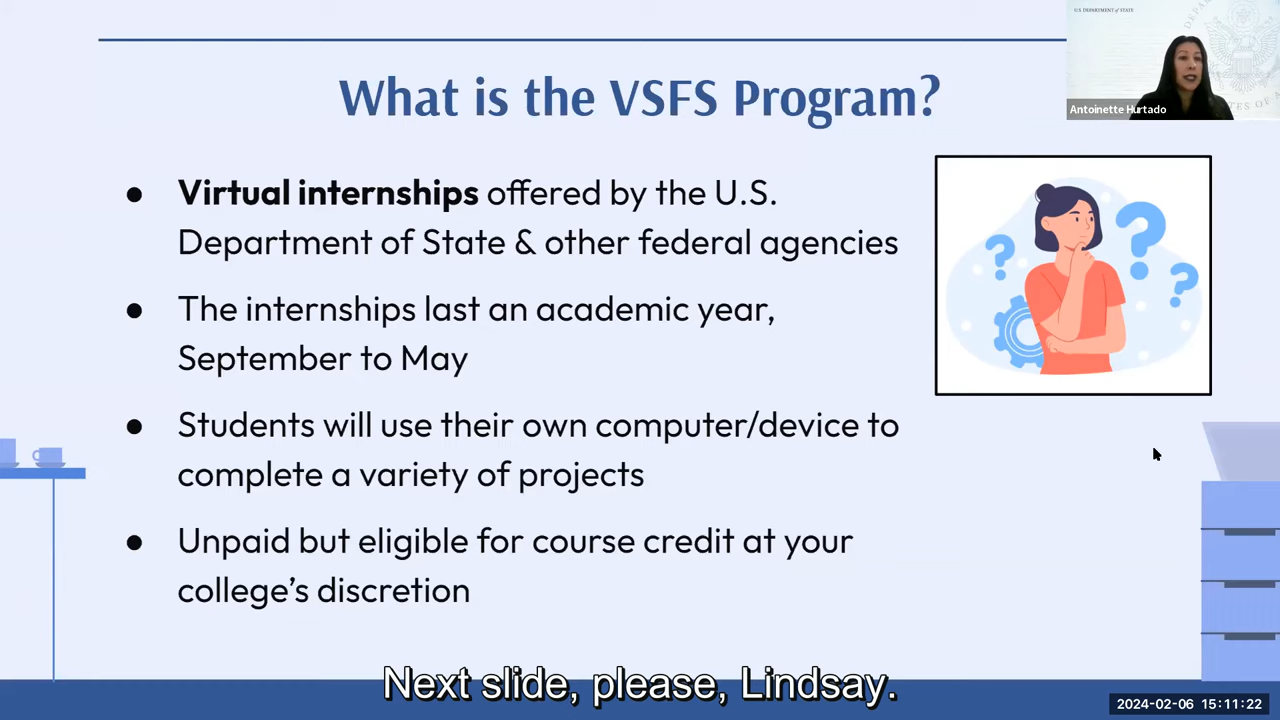 U.S. DEPARTMENT of STATE
What is the VSFS Program?
Antoinette Hurtado
● Virtual internships offered by the U.S.
Department of State & other federal agencies
● The internships last an academic year,
September to May
● Students will use their own computer/device to
complete a variety of projects
● Unpaid but eligible for course credit at your
college’s discretion
Next slide, please, Lindsay.
2024-02-06 15:11:22